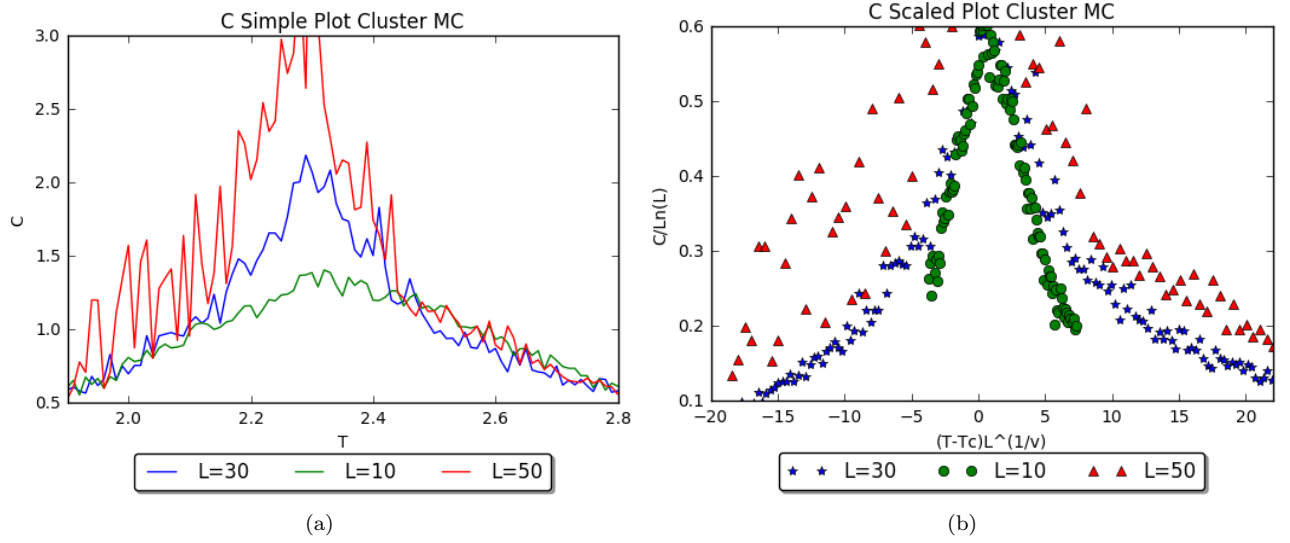 C Simple Plot Cluster MC
3.0
2.5
2.0
1.5
1.0
0.5
C
2.0 2.2 2.4 2.6 2.8
T
L=30 L=10 L=50
(a)
C Scaled Plot Cluster MC
0.6
0.5
0.4
0.3
0.2
0.1
C/Ln(L)
−20 −15 −10 −5 0 5 10 15 20
(T-Tc)L^(1/v)
L=30 L=10 L=50
(b)